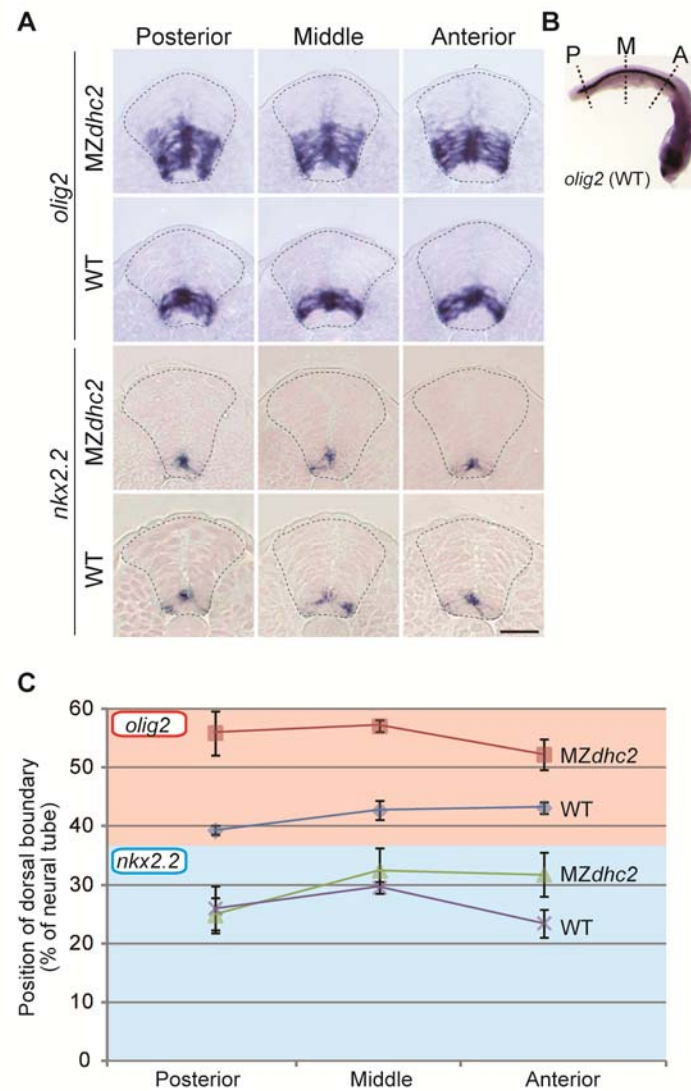 A
Posterior
Middle
Anterior
olig2
MZdhc2
WT
nkx2.2
MZdhc2
WT
B
P
M
A
olig2 (WT)
C
Position of dorsal boundary
(% of neural tube)
60
50
40
30
20
10
0
olig2
MZdhc2
WT
nkx2.2
MZdhc2
WT
Posterior
Middle
Anterior